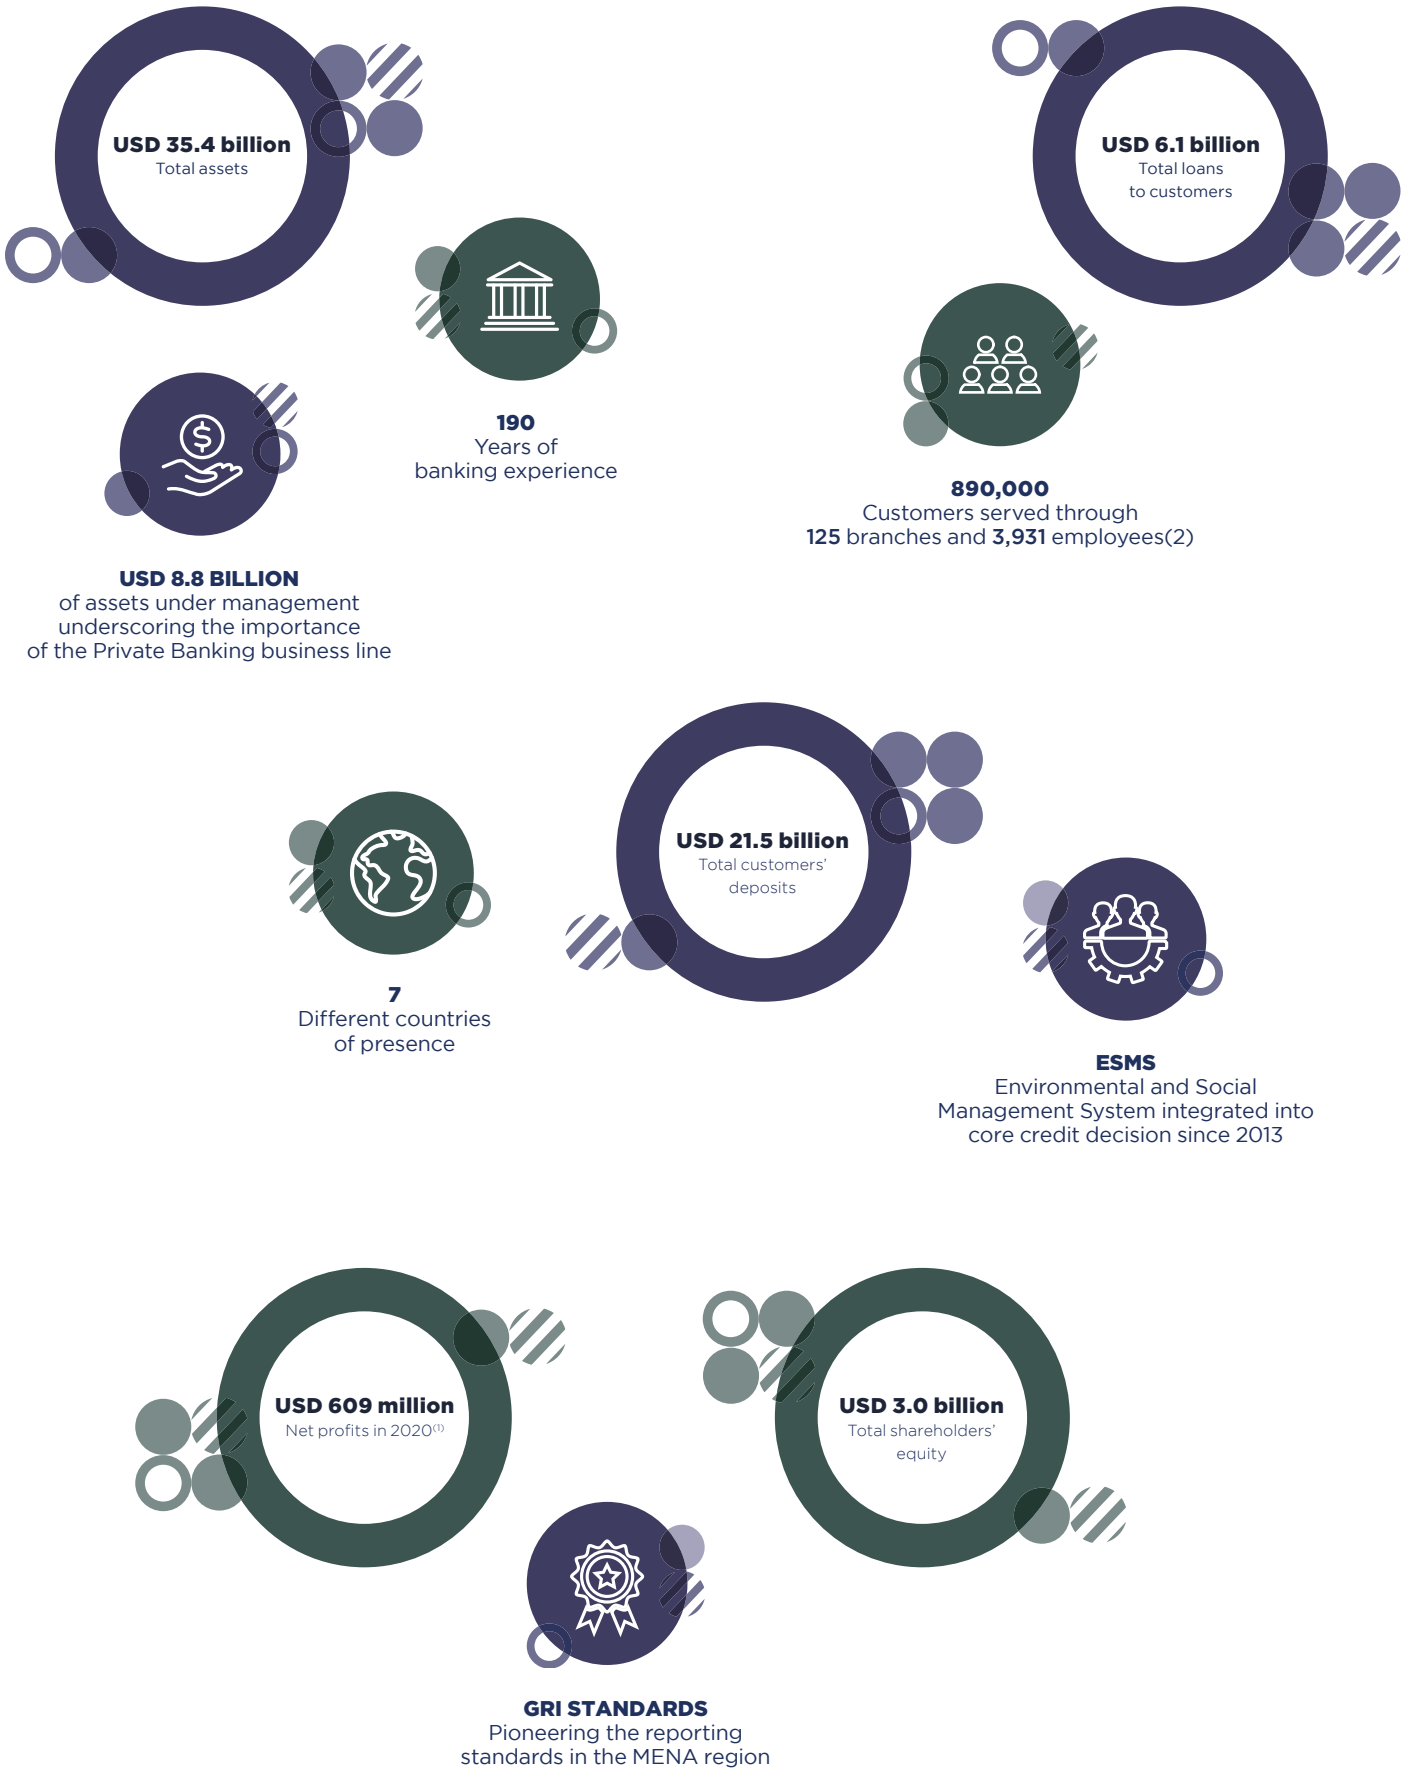 USD 35.4 billion
Total assets
USD 6.1 billion
Total loans
to customers
190
Years of
banking experience
890,000
Customers served through
125 branches and 3,931 employees(2)
USD 8.8 BILLION
of assets under management
underscoring the importance
of the Private Banking business line
USD 21.5 billion
Total customers’
deposits
7
Different countries
of presence
ESMS
Environmental and Social
Management System integrated into
core credit decision since 2013
USD 609 million
Net profits in 2020(1)
USD 3.0 billion
Total shareholders’
equity
GRI STANDARDS
Pioneering the reporting
standards in the MENA region